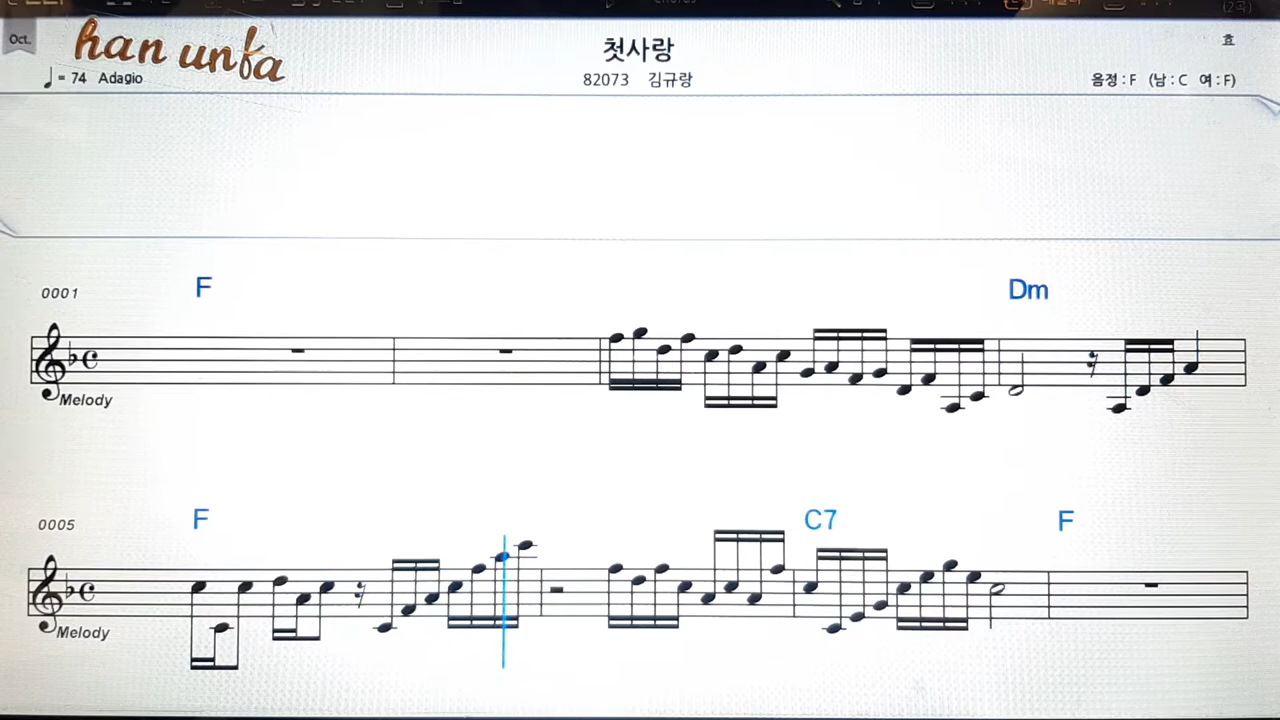 Oct.
han unfa
첫사랑
효
♩= 74 Adagio
82073 김규랑
음정 : F (남 : C 여 : F)
0001
F
Dm
Melody
0005
F
C7
F
Melody